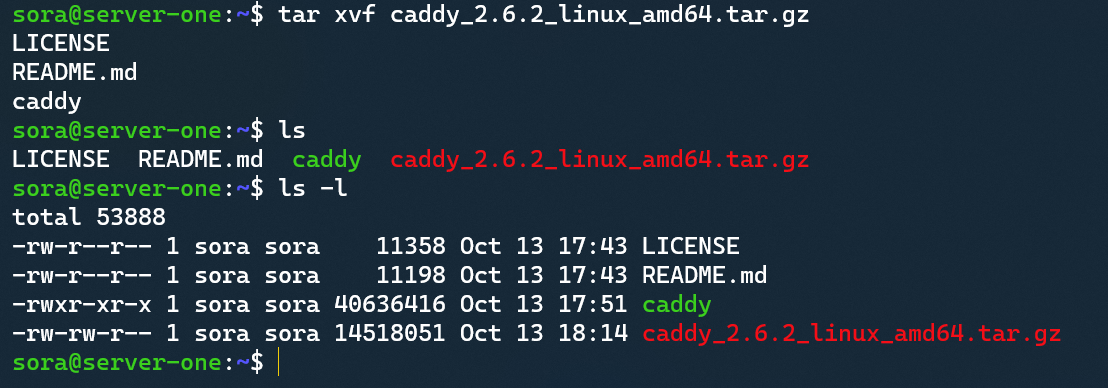 sora@server-one:~$ tar xvf caddy_2.6.2_linux_amd64.tar.gz
LICENSE
README.md
caddy
sora@server-one:~$ ls
LICENSE  README.md  caddy  caddy_2.6.2_linux_amd64.tar.gz
sora@server-one:~$ ls -l
total 53888
-rw-r--r-- 1 sora sora    11358 Oct 13 17:43 LICENSE
-rw-r--r-- 1 sora sora    11198 Oct 13 17:43 README.md
-rwxr-xr-x 1 sora sora 40636416 Oct 13 17:51 caddy
-rw-rw-r-- 1 sora sora 14518051 Oct 13 18:14 caddy_2.6.2_linux_amd64.tar.gz
sora@server-one:~$